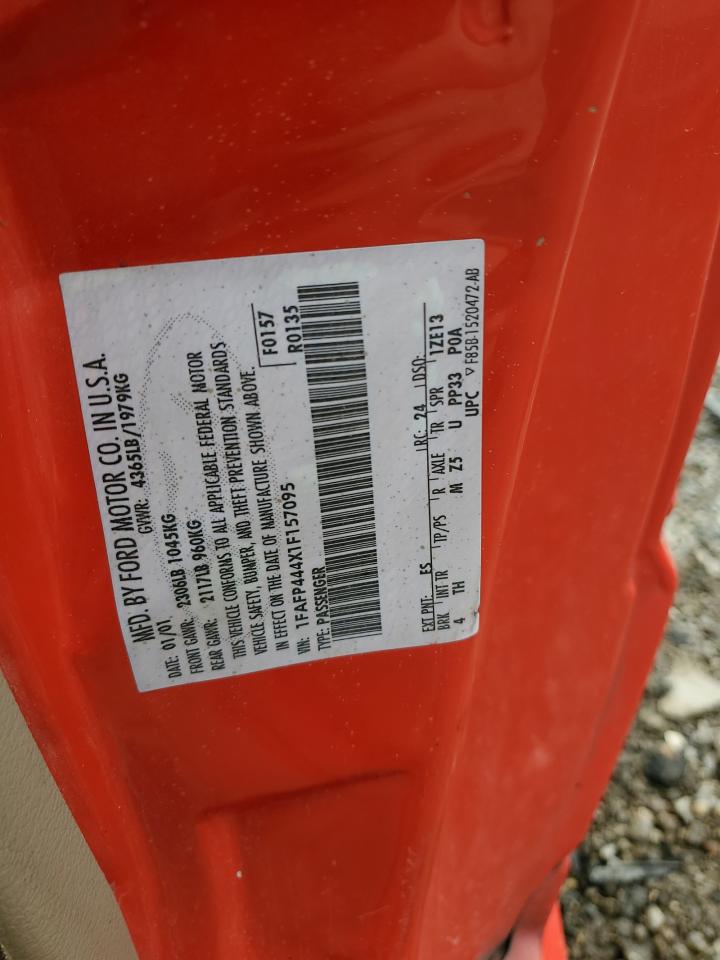 MFD. BY FORD MOTOR CO. IN U.S.A.
DATE: 01/01 GVWR: 4365LB/1979KG
FRONT GAWR: 2306LB 1045KG
REAR GAWR: 2117LB 960KG
THIS VEHICLE CONFORMS TO ALL APPLICABLE FEDERAL MOTOR
VEHICLE SAFETY, BUMPER, AND THEFT PREVENTION STANDARDS
IN EFFECT ON THE DATE OF MANUFACTURE SHOWN ABOVE.
VIN: 1FAFP444X1F157095 F0157
TYPE: PASSENGER R0135
EXT PNT: ES RC: 24 DSO:
BRK INT TR TP/PS R AXLE TR SPR 1ZE13
4 TH M Z5 U PP33 P0A
UPC ▽ F85B-1520472-AB